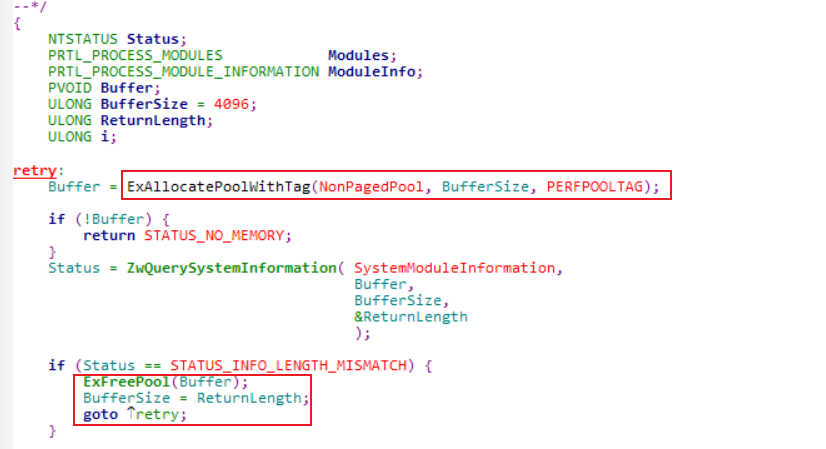 --*/
{
    NTSTATUS Status;
    PRTL_PROCESS_MODULES            Modules;
    PRTL_PROCESS_MODULE_INFORMATION ModuleInfo;
    PVOID Buffer;
    ULONG BufferSize = 4096;
    ULONG ReturnLength;
    ULONG i;
retry:
    Buffer = ExAllocatePoolWithTag(NonPagedPool, BufferSize, PERFPOOLTAG);
    if (!Buffer) {
        return STATUS_NO_MEMORY;
    }
    Status = ZwQuerySystemInformation( SystemModuleInformation,
                                       Buffer,
                                       BufferSize,
                                       &ReturnLength
                                       );
    if (Status == STATUS_INFO_LENGTH_MISMATCH) {
        ExFreePool(Buffer);
        BufferSize = ReturnLength;
        goto ↑retry;
    }